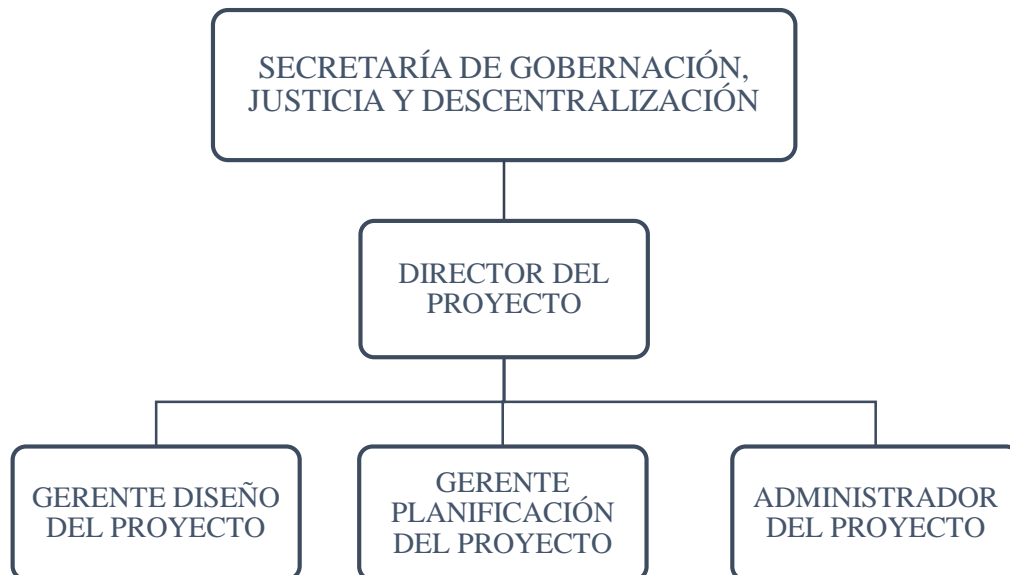 SECRETARÍA DE GOBERNACIÓN,
JUSTICIA Y DESCENTRALIZACIÓN
DIRECTOR DEL
PROYECTO
GERENTE DISEÑO
DEL PROYECTO
GERENTE
PLANIFICACIÓN
DEL PROYECTO
ADMINISTRADOR
DEL PROYECTO